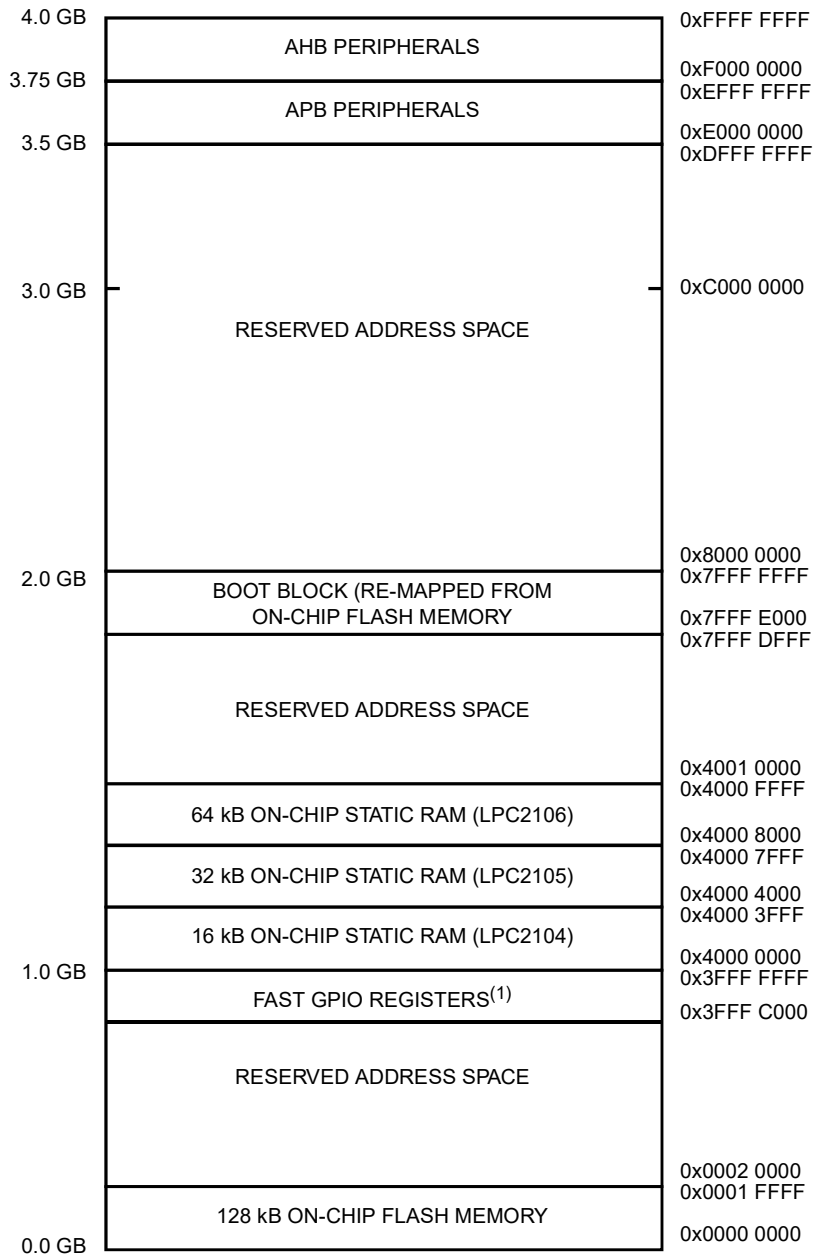 4.0 GB
0xFFFF FFFF
AHB PERIPHERALS
0xF000 0000
3.75 GB
0xEFFF FFFF
APB PERIPHERALS
0xE000 0000
3.5 GB
0xDFFF FFFF
3.0 GB
0xC000 0000
RESERVED ADDRESS SPACE
0x8000 0000
2.0 GB
0x7FFF FFFF
BOOT BLOCK (RE-MAPPED FROM
ON-CHIP FLASH MEMORY
0x7FFF E000
0x7FFF DFFF
RESERVED ADDRESS SPACE
0x4001 0000
0x4000 FFFF
64 kB ON-CHIP STATIC RAM (LPC2106)
0x4000 8000
0x4000 7FFF
32 kB ON-CHIP STATIC RAM (LPC2105)
0x4000 4000
0x4000 3FFF
16 kB ON-CHIP STATIC RAM (LPC2104)
0x4000 0000
1.0 GB
0x3FFF FFFF
FAST GPIO REGISTERS(1)
0x3FFF C000
RESERVED ADDRESS SPACE
0x0002 0000
0x0001 FFFF
128 kB ON-CHIP FLASH MEMORY
0x0000 0000
0.0 GB